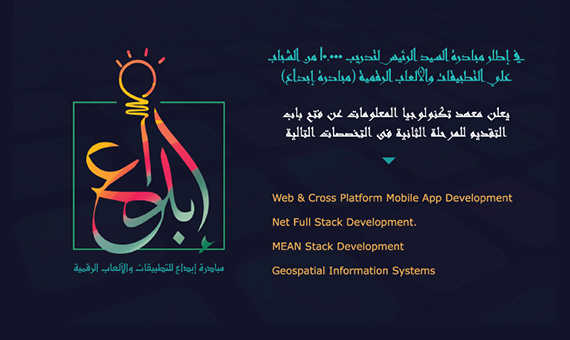 في إطار مبادرة السيد الرئيس لتدريب ١٠,٠٠٠ من الشباب
علي التطبيقات والألعاب الرقمية (مبادرة إبداع)
يعلن معهد تكنولوجيا المعلومات عن فتح باب
التقديم للمرحلة الثانية فى التخصصات التالية
Web & Cross Platform Mobile App Development
Net Full Stack Development.
MEAN Stack Development
Geospatial Information Systems
إبداع
مبادرة إبداع للتطبيقات والألعاب الرقمية